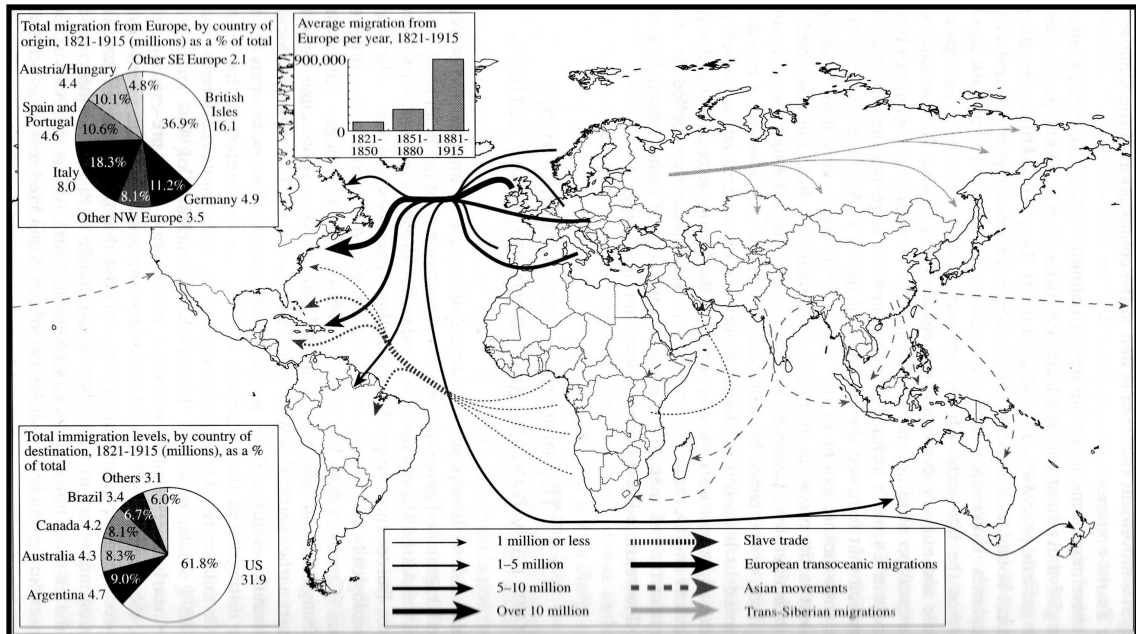 Total migration from Europe, by country of
origin, 1821-1915 (millions) as a % of total
Other SE Europe 2.1
Austria/Hungary
4.4
4.8%
10.1%
British
Isles
16.1
Spain and
Portugal
4.6
36.9%
10.6%
18.3%
Italy
8.0
11.2%
8.1%
Germany 4.9
Other NW Europe 3.5
Average migration from
Europe per year, 1821-1915
900,000
0
1821-
1850
1851-
1880
1881-
1915
Total immigration levels, by country of
destination, 1821-1915 (millions), as a %
of total
Others 3.1
Brazil 3.4
6.0%
6.7%
Canada 4.2
8.1%
Australia 4.3
8.3%
61.8%
US
31.9
9.0%
Argentina 4.7
1 million or less
1–5 million
5–10 million
Over 10 million
Slave trade
European transoceanic migrations
Asian movements
Trans-Siberian migrations